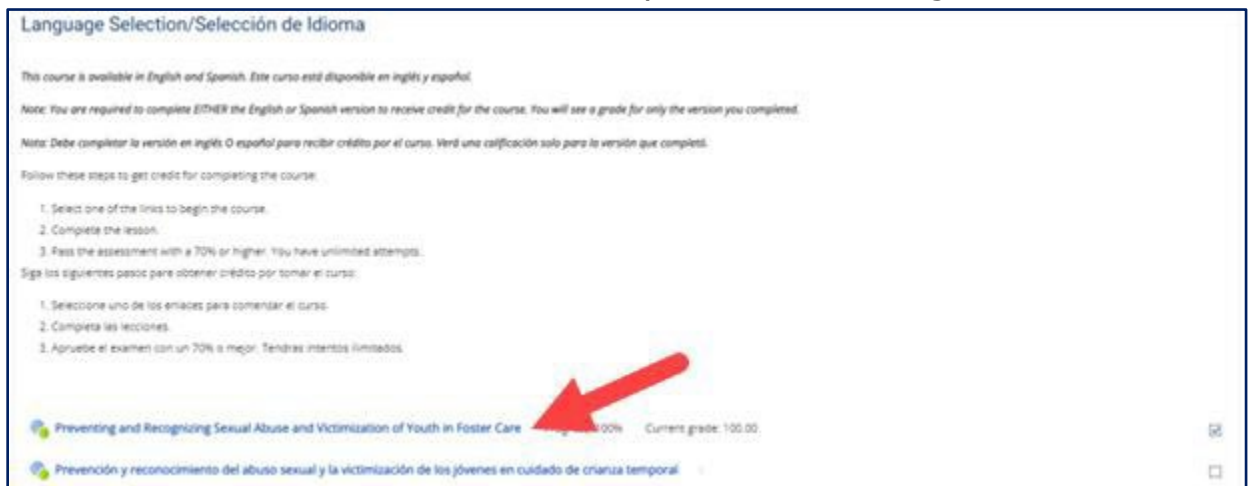 Language Selection/Selección de Idioma
This course is available in English and Spanish. Este curso está disponible en inglés y español.
Note: You are required to complete EITHER the English or Spanish version to receive credit for the course. You will see a grade for only the version you completed.
Nota: Debe completar la versión en inglés O español para recibir crédito por el curso. Verá una calificación solo para la versión que completó.
Follow these steps to get credit for completing the course:
1. Select one of the links to begin the course.
2. Complete the lesson.
3. Pass the assessment with a 70% or higher. You have unlimited attempts.
Siga los siguientes pasos para obtener crédito por tomar el curso:
1. Seleccione uno de los enlaces para comenzar el curso.
2. Completa las lecciones.
3. Apruebe el examen con un 70% o mejor. Tendras intentos ilimitados.
Preventing and Recognizing Sexual Abuse and Victimization of Youth in Foster Care 100% Current grade: 100.00
Prevención y reconocimiento del abuso sexual y la victimización de los jóvenes en cuidado de crianza temporal